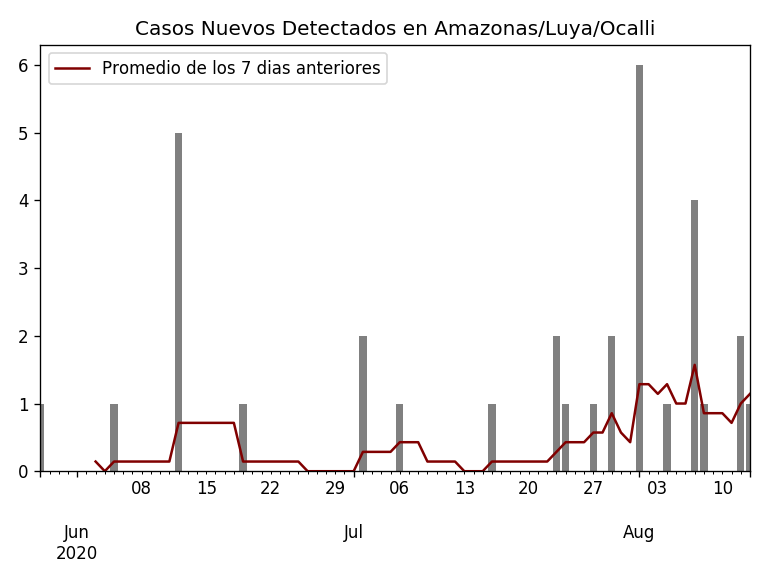 Casos Nuevos Detectados en Amazonas/Luya/Ocalli
Promedio de los 7 dias anteriores
6
5
4
3
2
1
0
08 15 22 29 06 13 20 27 03 10
Jun Jul Aug
2020